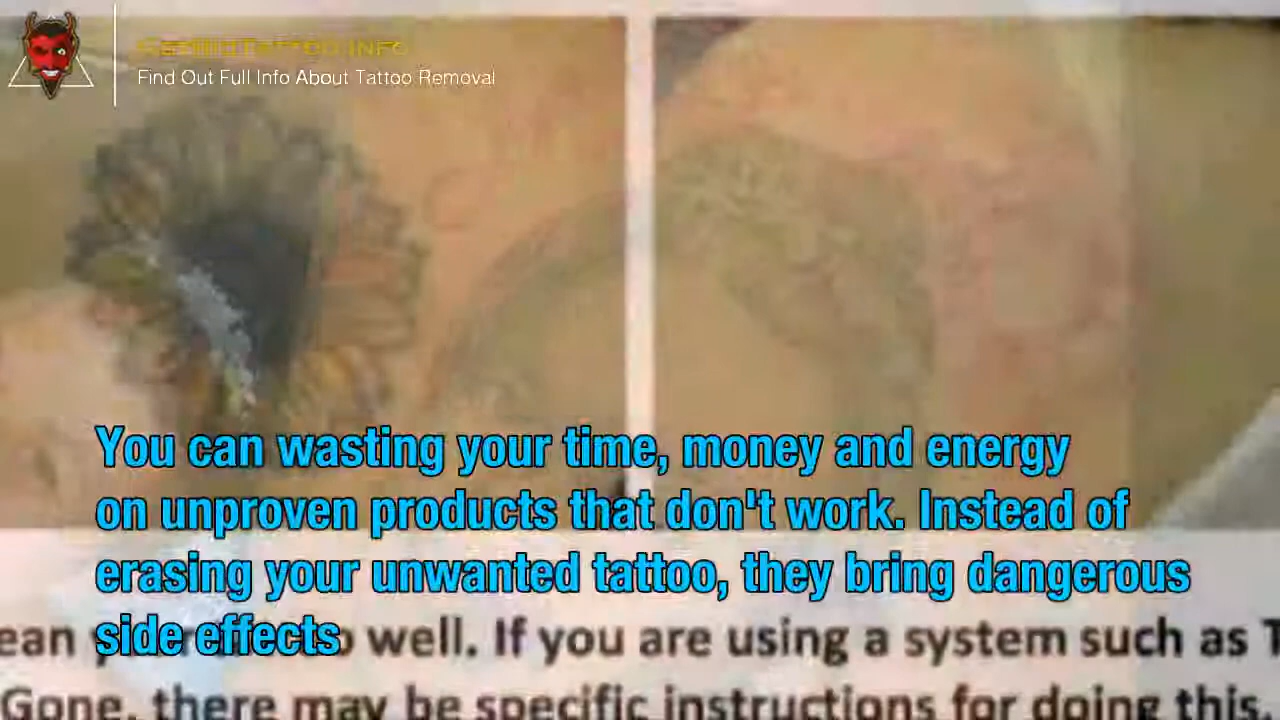 Find Out Full Info About Tattoo Removal
You can wasting your time, money and energy
on unproven products that don't work. Instead of
erasing your unwanted tattoo, they bring dangerous
side effects
well. If you are using a system such as
Gone, there may be specific instructions for doing this.